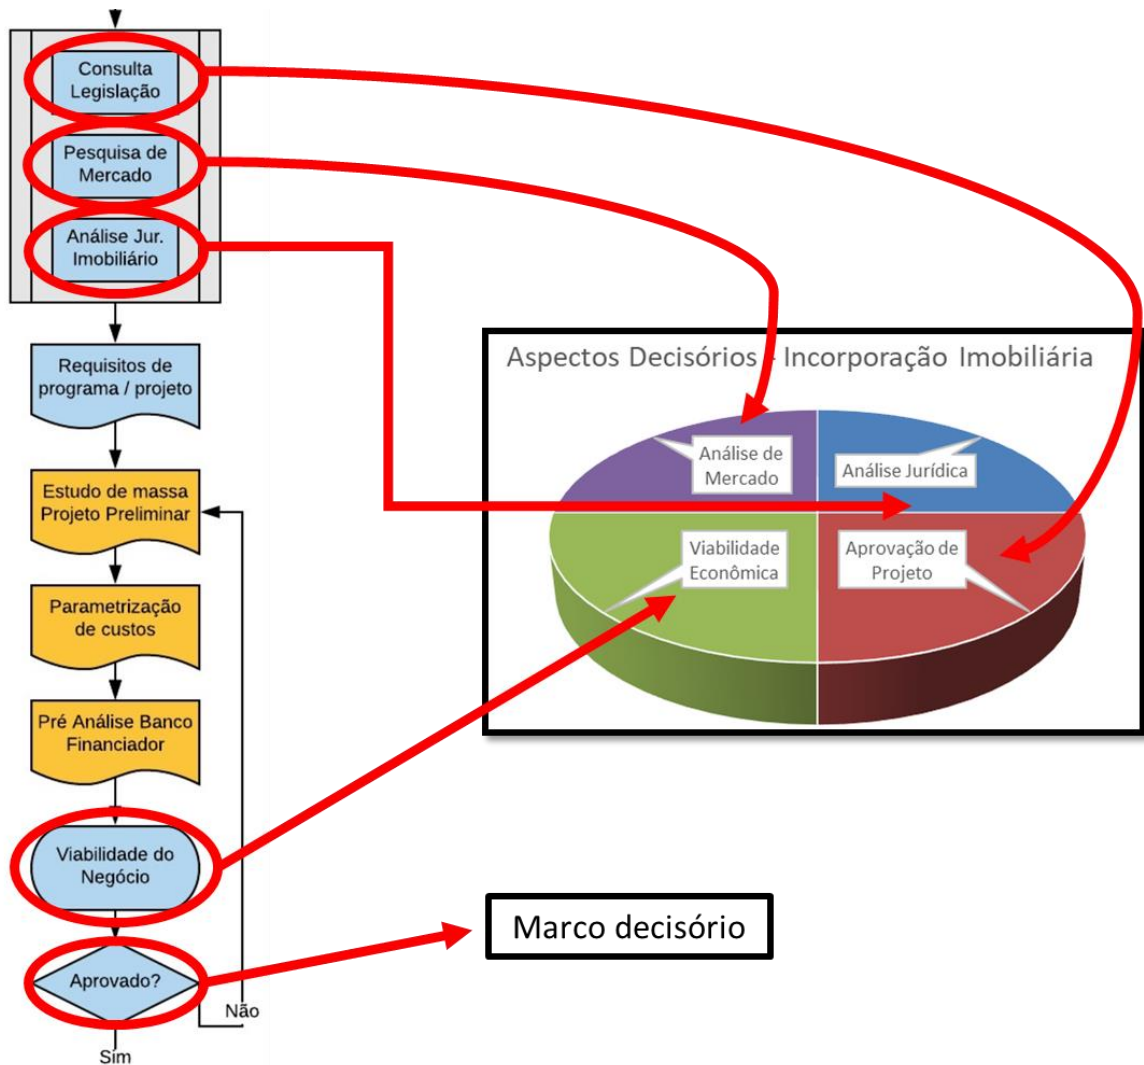 Consulta
Legislação
Pesquisa de
Mercado
Análise Jur.
Imobiliário
Requisitos de
programa / projeto
Estudo de massa
Projeto Preliminar
Parametrização
de custos
Pré Análise Banco
Financiador
Viabilidade do
Negócio
Aprovado?
Não
Sim
Aspectos Decisórios - Incorporação Imobiliária
Análise de
Mercado
Análise Jurídica
Viabilidade
Econômica
Aprovação de
Projeto
Marco decisório